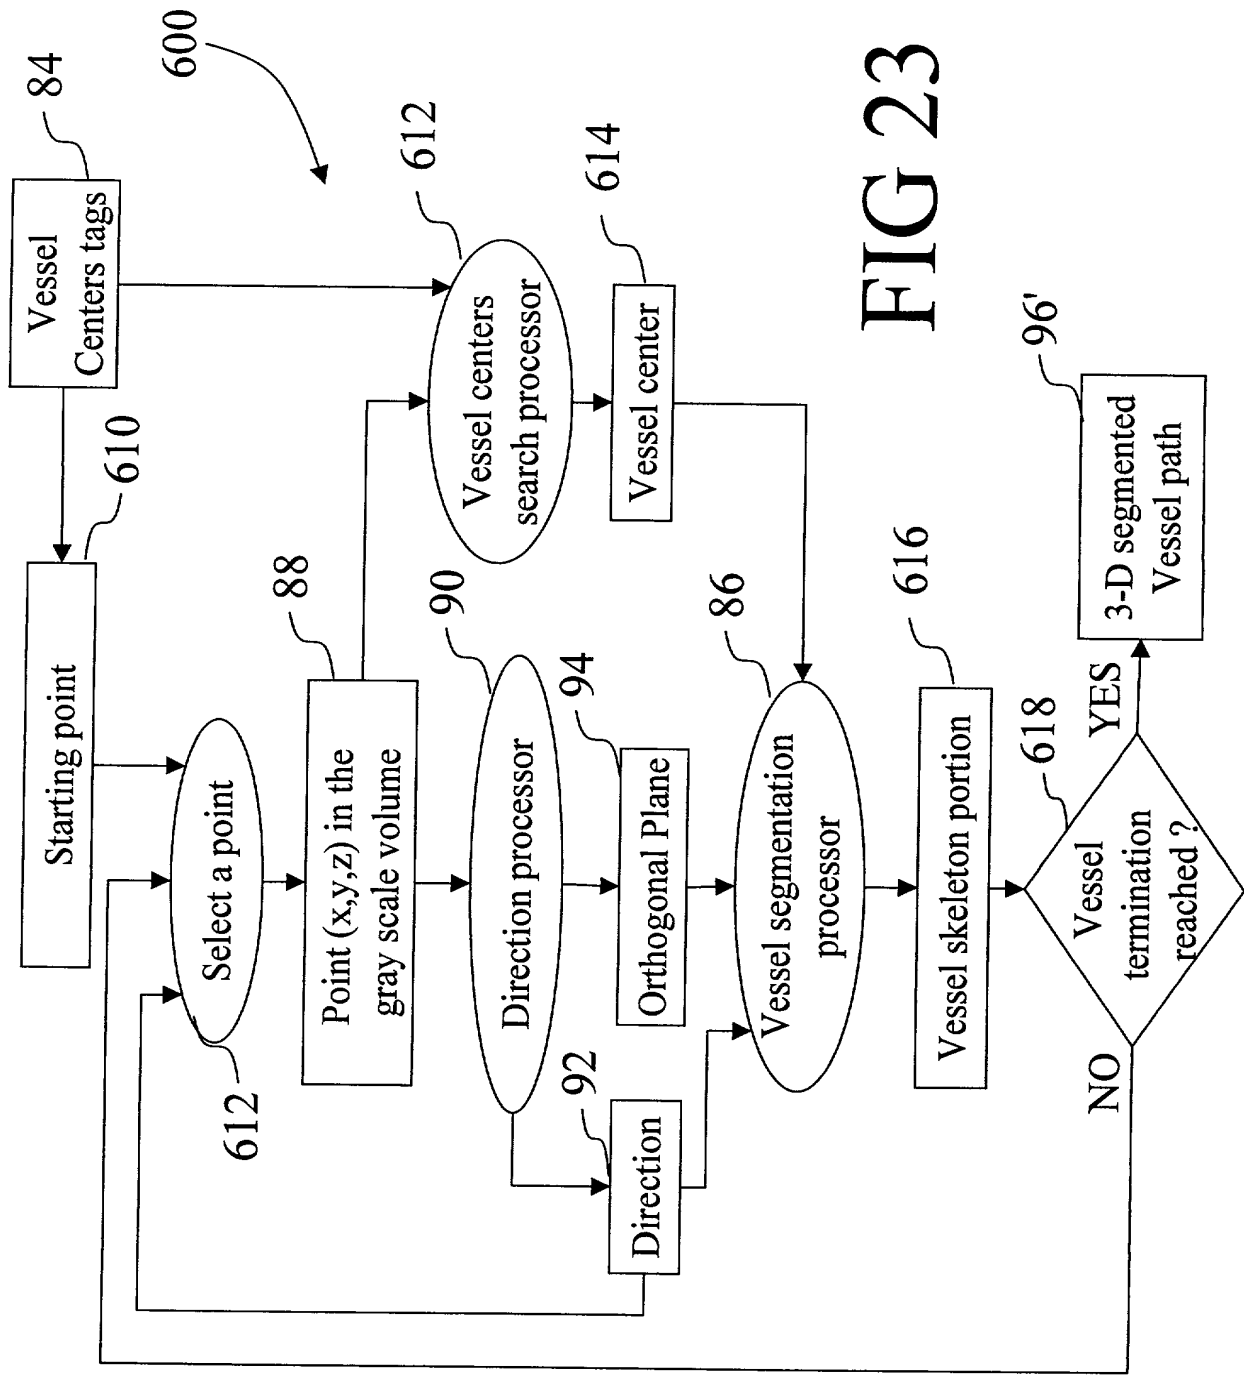 Vessel
Centers tags
84
600
Starting point
610
Select a point
612
Point (x,y,z) in the
gray scale volume
88
Vessel centers
search processor
612
Direction processor
90
Vessel center
614
Direction
92
Orthogonal Plane
94
Vessel segmentation
processor
86
Vessel skeleton portion
616
Vessel
termination
reached ?
618
NO
YES
3-D segmented
Vessel path
96'
FIG 23